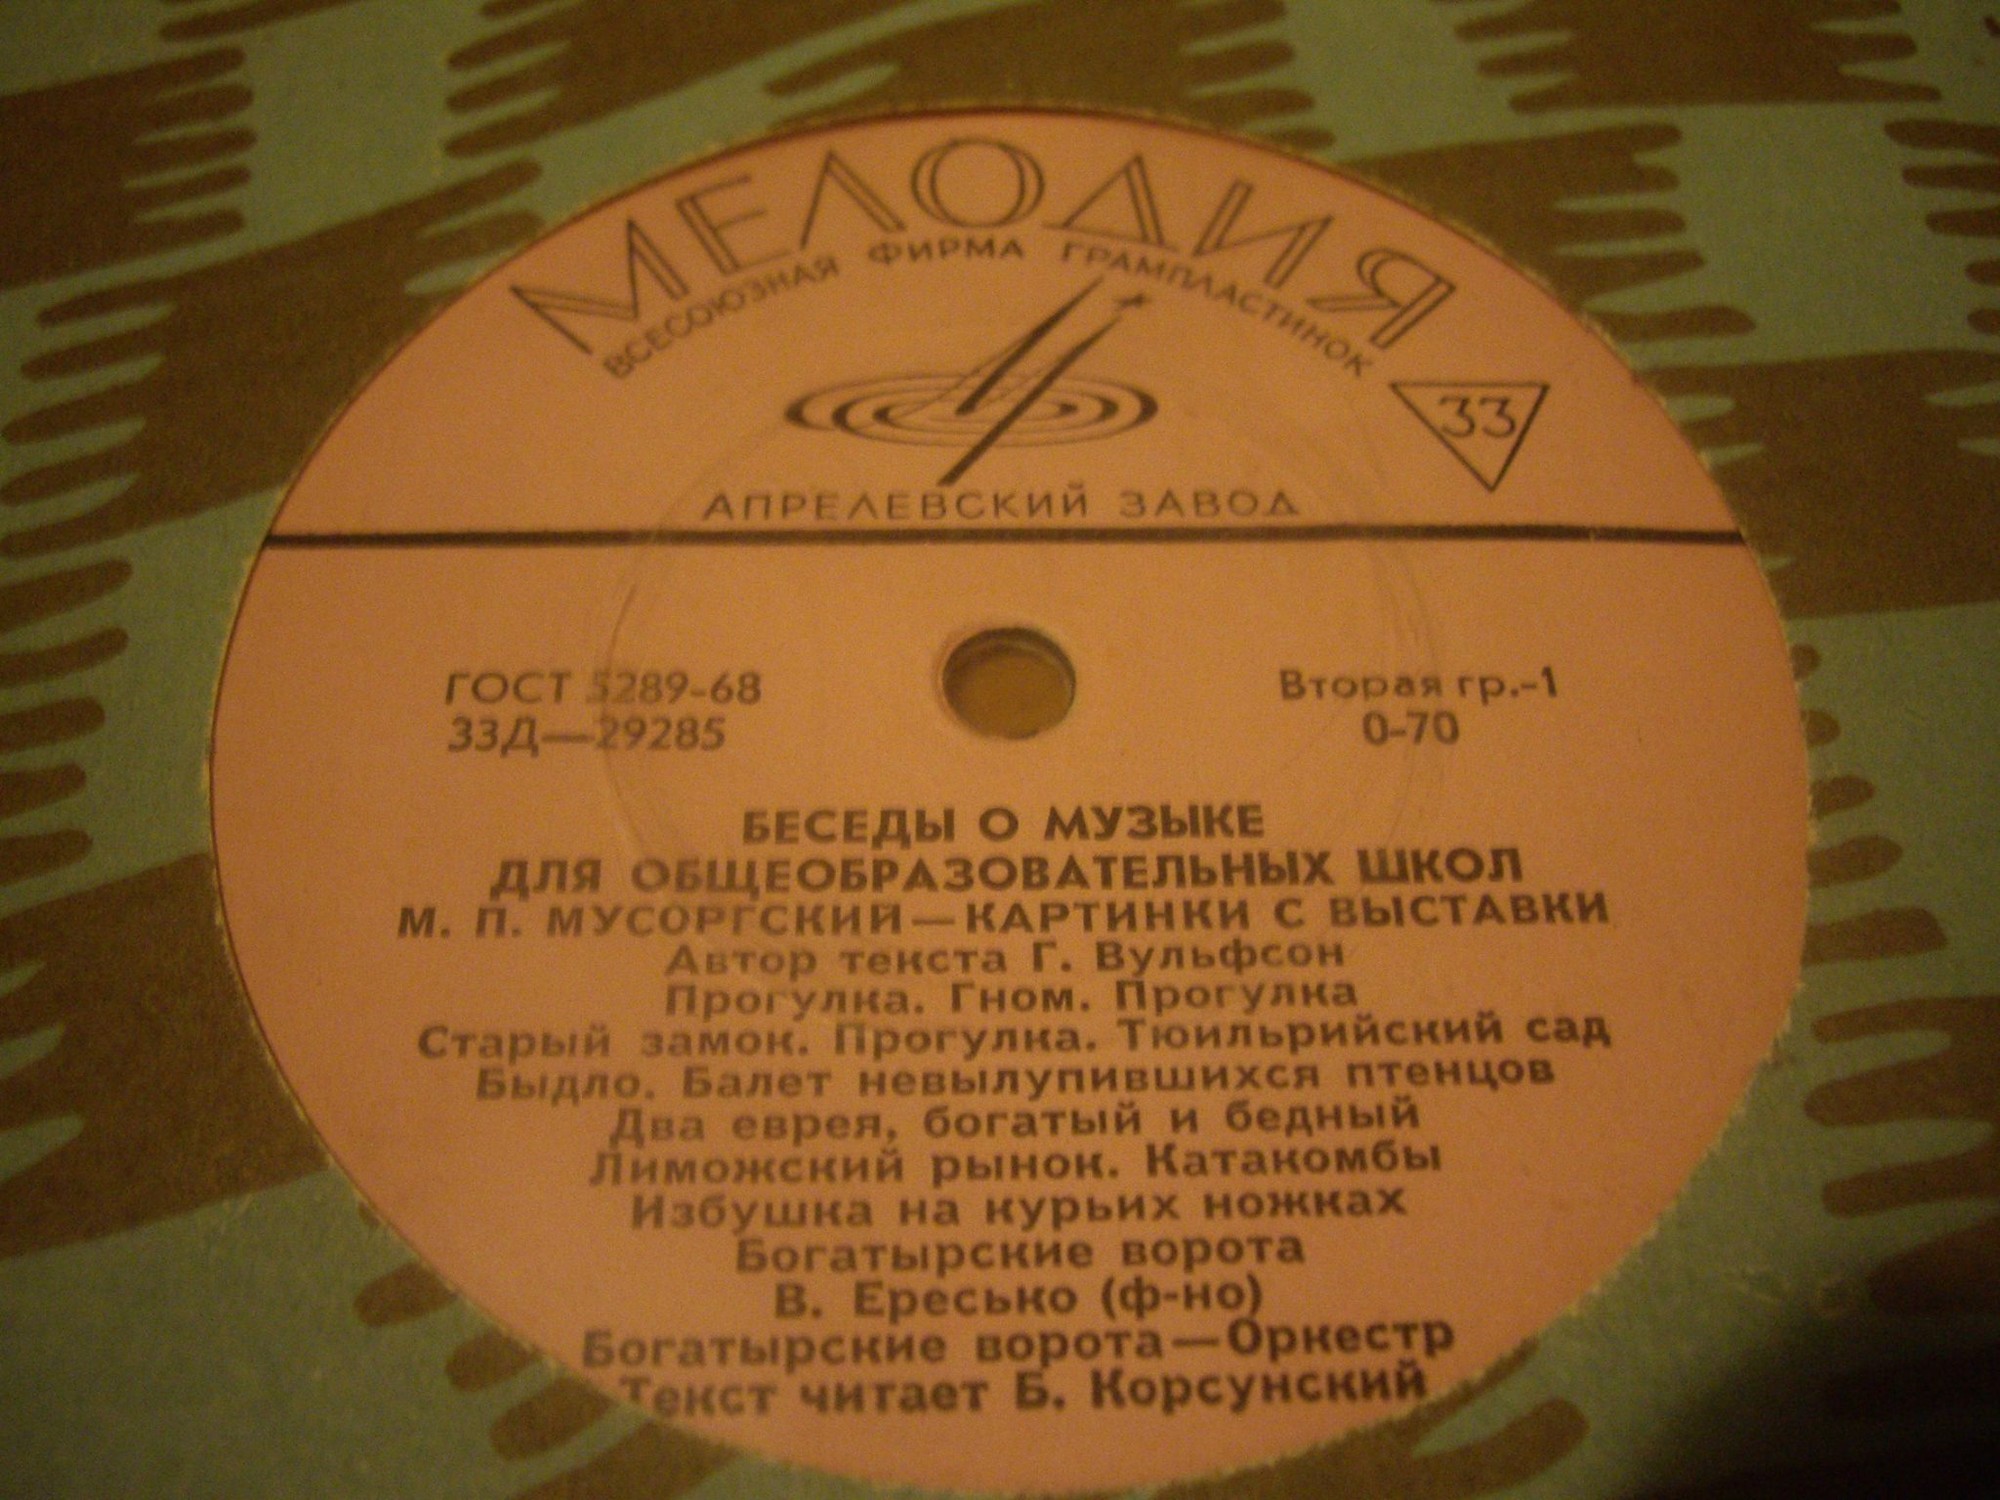 МЕЛОДИЯ
ВСЕСОЮЗНАЯ ФИРМА ГРАМПЛАСТИНОК
33
АПРЕЛЕВСКИЙ ЗАВОД
ГОСТ 5289-68
33Д—29285
Вторая гр.-1
0-70
БЕСЕДЫ О МУЗЫКЕ
ДЛЯ ОБЩЕОБРАЗОВАТЕЛЬНЫХ ШКОЛ
М. П. МУСОРГСКИЙ—КАРТИНКИ С ВЫСТАВКИ
Автор текста Г. Вульфсон
Прогулка. Гном. Прогулка
Старый замок. Прогулка. Тюильрийский сад
Быдло. Балет невылупившихся птенцов
Два еврея, богатый и бедный
Лиможский рынок. Катакомбы
Избушка на курьих ножках
Богатырские ворота
В. Ересько (ф-но)
Богатырские ворота—Оркестр
Текст читает Б. Корсунский